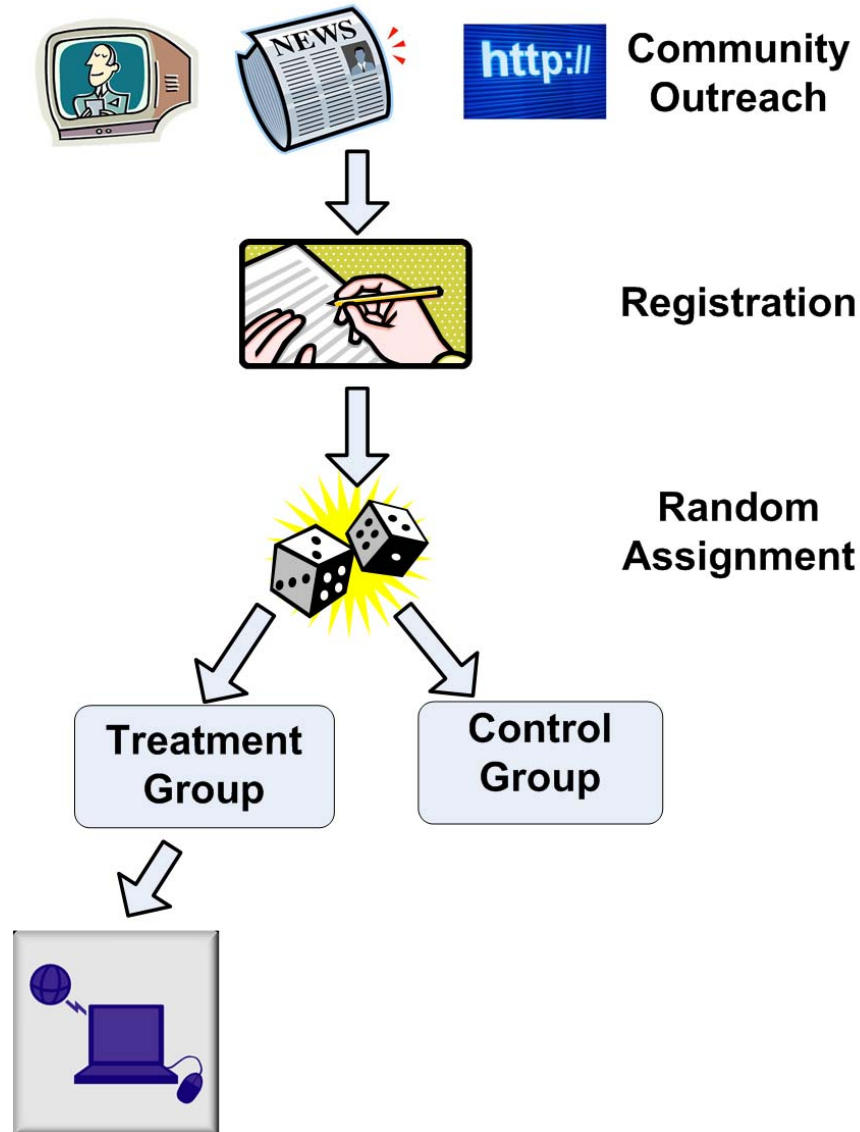 NEWS
http://
Community
Outreach
Registration
Random
Assignment
Treatment
Group
Control
Group